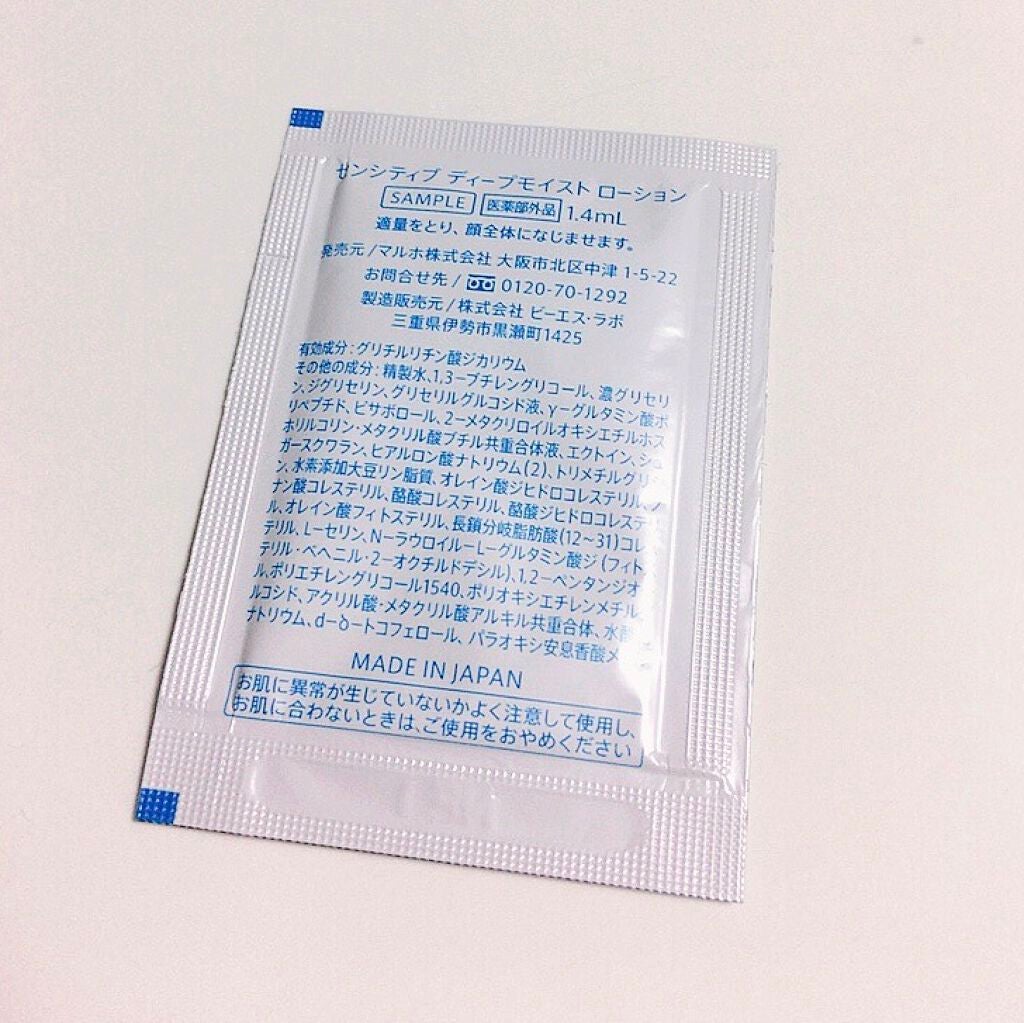 センシティブ ディープモイスト ローション
SAMPLE 医薬部外品 1.4mL
適量をとり、顔全体になじませます。
発売元/マルホ株式会社 大阪市北区中津 1-5-22
お問合せ先/ 0120-70-1292
製造販売元/株式会社 ピーエス・ラボ
三重県伊勢市黒瀬町1425
有効成分:グリチルリチン酸ジカリウム
その他の成分:精製水、1,3−ブチレングリコール、濃グリセリ
ン、ジグリセリン、グリセリルグルコシド液、γ−グルタミン酸ポ
リペプチド、ビサボロール、2−メタクリロイルオキシエチルホス
ホリルコリン・メタクリル酸ブチル共重合体液、エクトイン、シュ
ガースクワラン、ヒアルロン酸ナトリウム(2)、トリメチルグリシ
ン、水素添加大豆リン脂質、オレイン酸ジヒドロコレステリル、ノ
ナン酸コレステリル、酪酸コレステリル、酪酸ジヒドロコレステリ
ル、オレイン酸フィトステリル、長鎖分岐脂肪酸(12〜31)コレ
ステリル、L−セリン、N−ラウロイル−L−グルタミン酸ジ(フィト
ステリル・ベヘニル・2−オクチルドデシル)、1,2−ペンタンジオ
ール、ポリエチレングリコール1540、ポリオキシエチレンメチル
グルコシド、アクリル酸・メタクリル酸アルキル共重合体、水酸
ナトリウム、d−δ−トコフェロール、パラオキシ安息香酸メ
MADE IN JAPAN
お肌に異常が生じていないかよく注意して使用し、
お肌に合わないときは、ご使用をおやめください